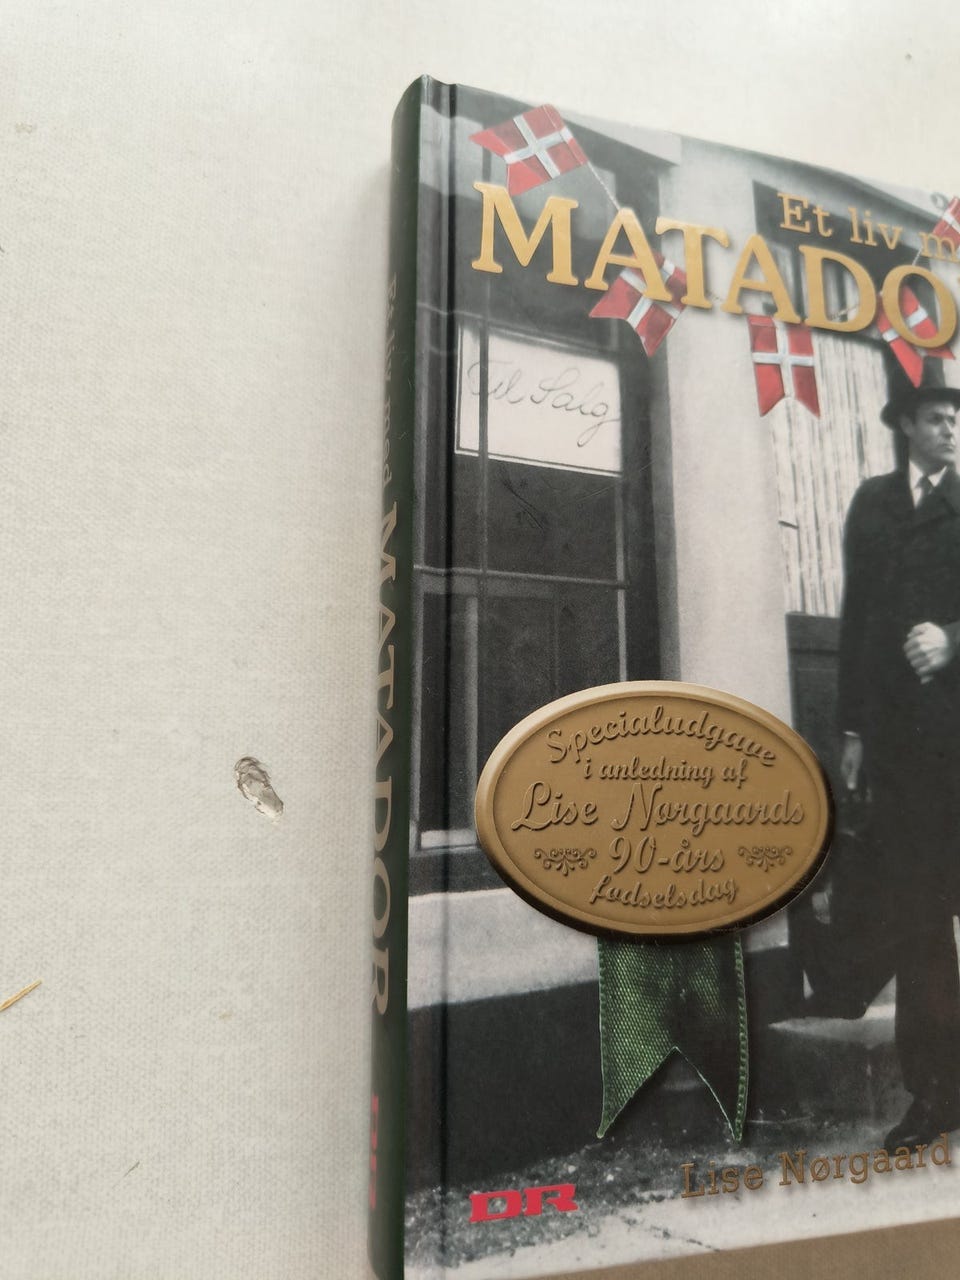 Et liv m
MATADO
Til Salg
Specialudgave
i anledning af
Lise Nørgaards
90-års
fødselsdag
Lise Nørgaard
DR
Et liv med MATADOR
DR